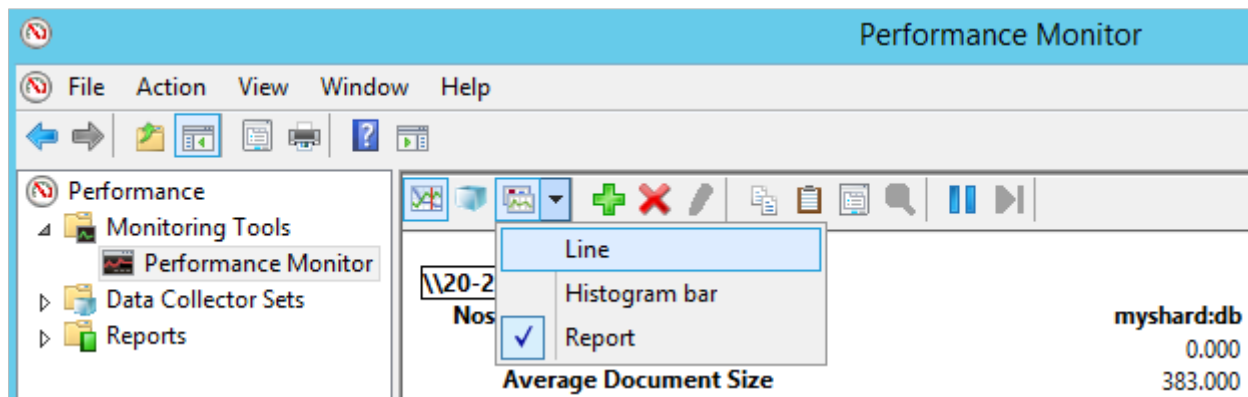 Performance Monitor
File Action View Window Help
Performance
Monitoring Tools
Performance Monitor
Data Collector Sets
Reports
Line
Histogram bar
Report
\\20-2
Nos
myshard:db
0.000
Average Document Size 383.000